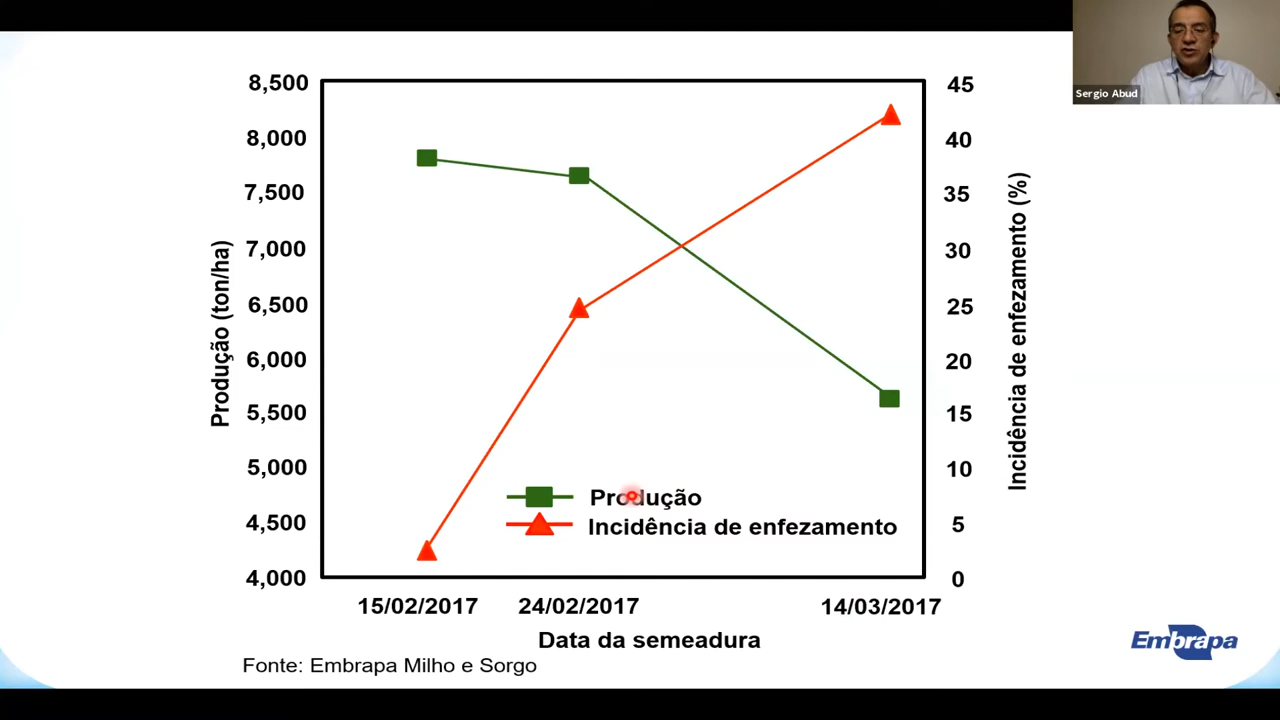 Sergio Abud
8,500
8,000
7,500
7,000
6,500
6,000
5,500
5,000
4,500
4,000
Produção (ton/ha)
45
40
35
30
25
20
15
10
5
0
Incidência de enfezamento (%)
Produção
Incidência de enfezamento
15/02/2017 24/02/2017 14/03/2017
Data da semeadura
Fonte: Embrapa Milho e Sorgo
Embrapa